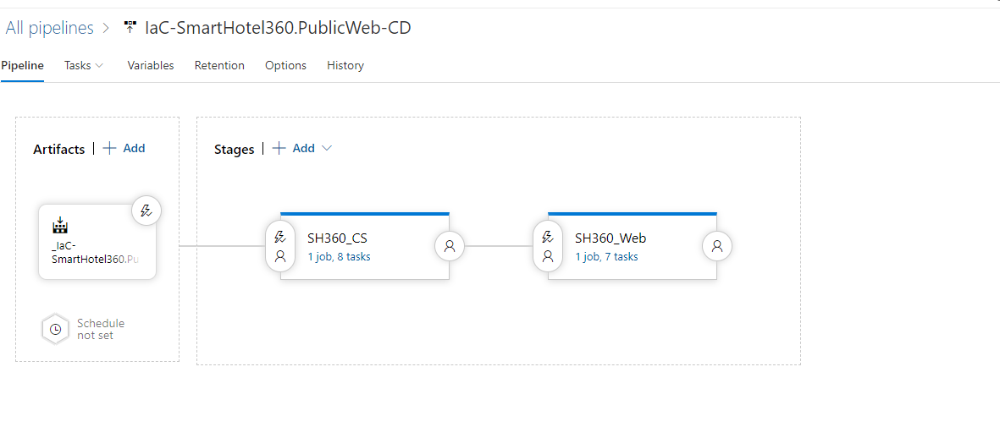 All pipelines > IaC-SmartHotel360.PublicWeb-CD
Pipeline Tasks Variables Retention Options History
Artifacts | + Add
Stages | + Add
_IaC-
SmartHotel360.Pu
Schedule
not set
SH360_CS
1 job, 8 tasks
SH360_Web
1 job, 7 tasks